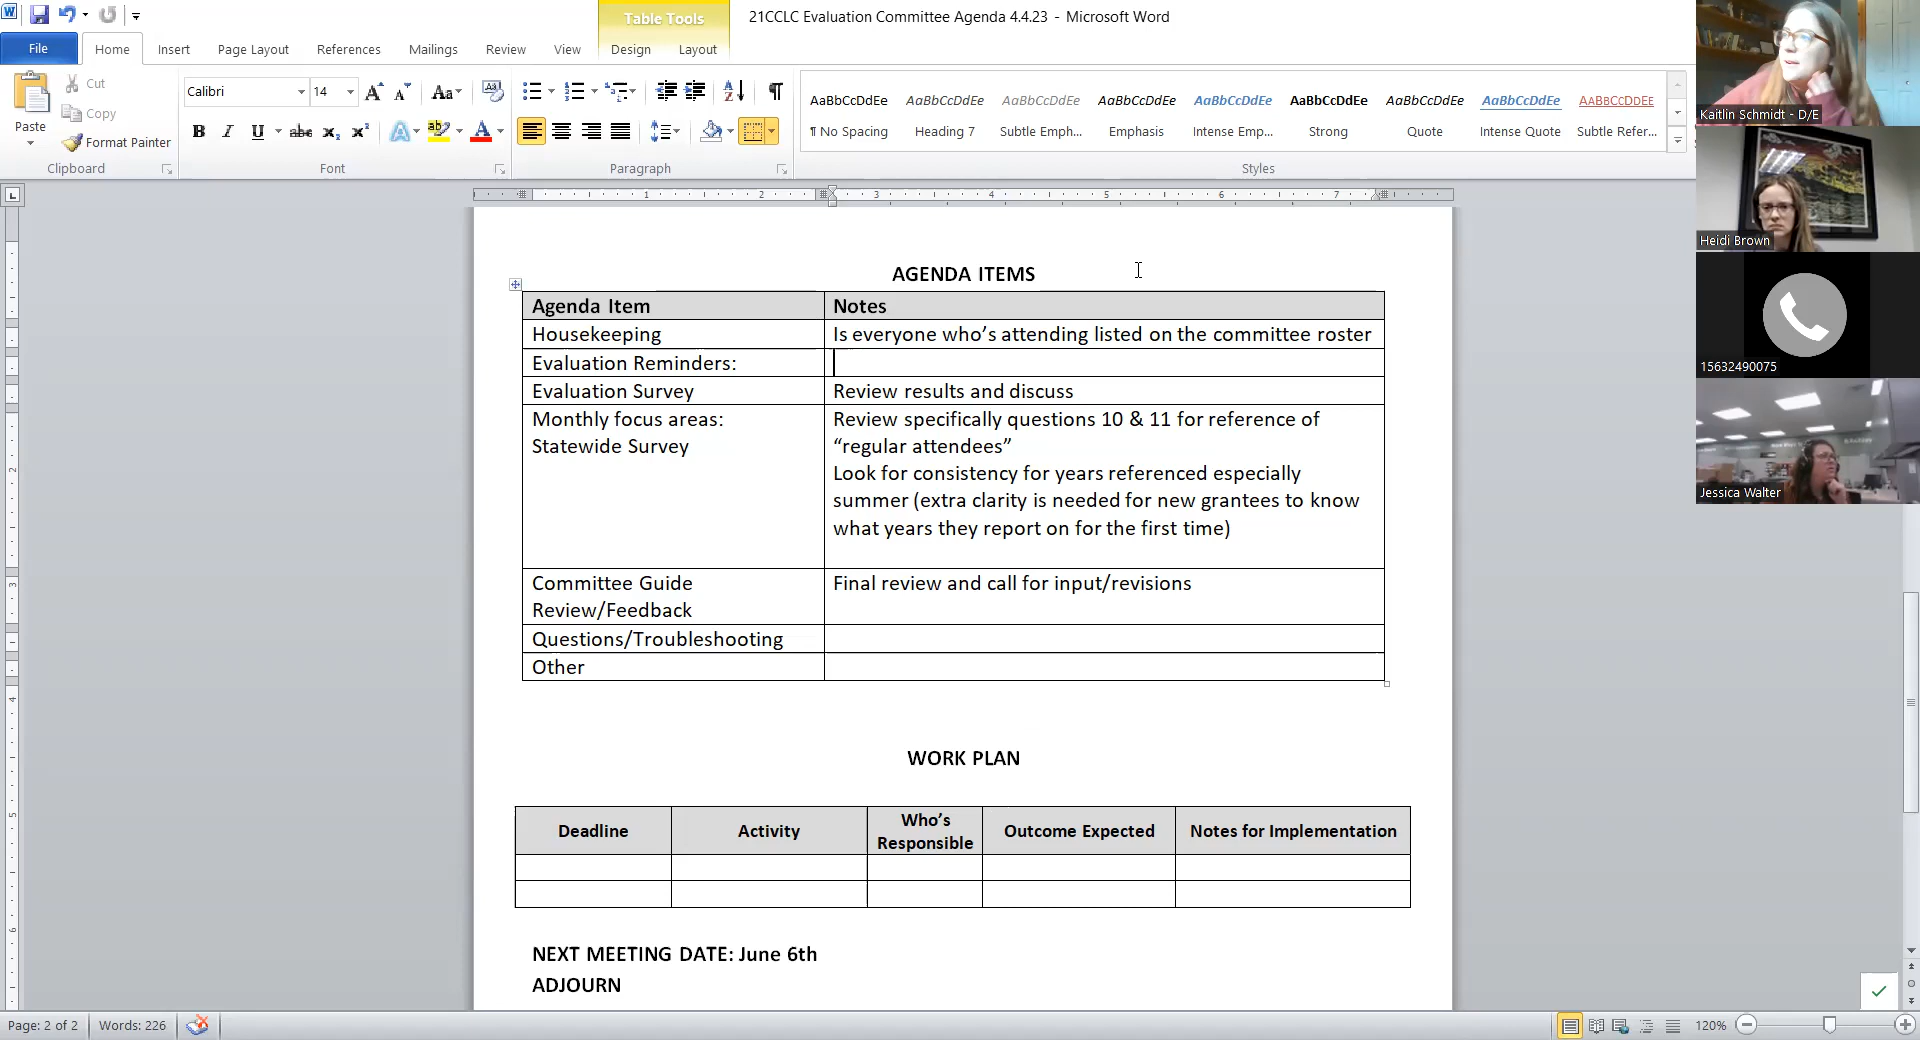 Table Tools
21CCLC Evaluation Committee Agenda 4.4.23 - Microsoft Word
File
Home
Insert
Page Layout
References
Mailings
Review
View
Design
Layout
Paste
Cut
Copy
Format Painter
Clipboard
Calibri
14
Font
Paragraph
AaBbCcDdEe
AaBbCcDdEe
AaBbCcDdEe
AaBbCcDdEe
AaBbCcDdEe
AaBbCcDdEe
AaBbCcDdEe
AaBbCcDdEe
AABBCCDDEE
¶ No Spacing
Heading 7
Subtle Emph...
Emphasis
Intense Emp...
Strong
Quote
Intense Quote
Subtle Refer...
Styles
Kaitlin Schmidt - D/E
Heidi Brown
15632490075
Jessica Walter
1 2 3 4 5 6 7
AGENDA ITEMS
Agenda Item
Notes
Housekeeping
Is everyone who’s attending listed on the committee roster
Evaluation Reminders:
Evaluation Survey
Review results and discuss
Monthly focus areas:
Statewide Survey
Review specifically questions 10 & 11 for reference of
“regular attendees”
Look for consistency for years referenced especially
summer (extra clarity is needed for new grantees to know
what years they report on for the first time)
Committee Guide
Review/Feedback
Final review and call for input/revisions
Questions/Troubleshooting
Other
WORK PLAN
Deadline
Activity
Who’s
Responsible
Outcome Expected
Notes for Implementation
NEXT MEETING DATE: June 6th
ADJOURN
Page: 2 of 2
Words: 226
120%